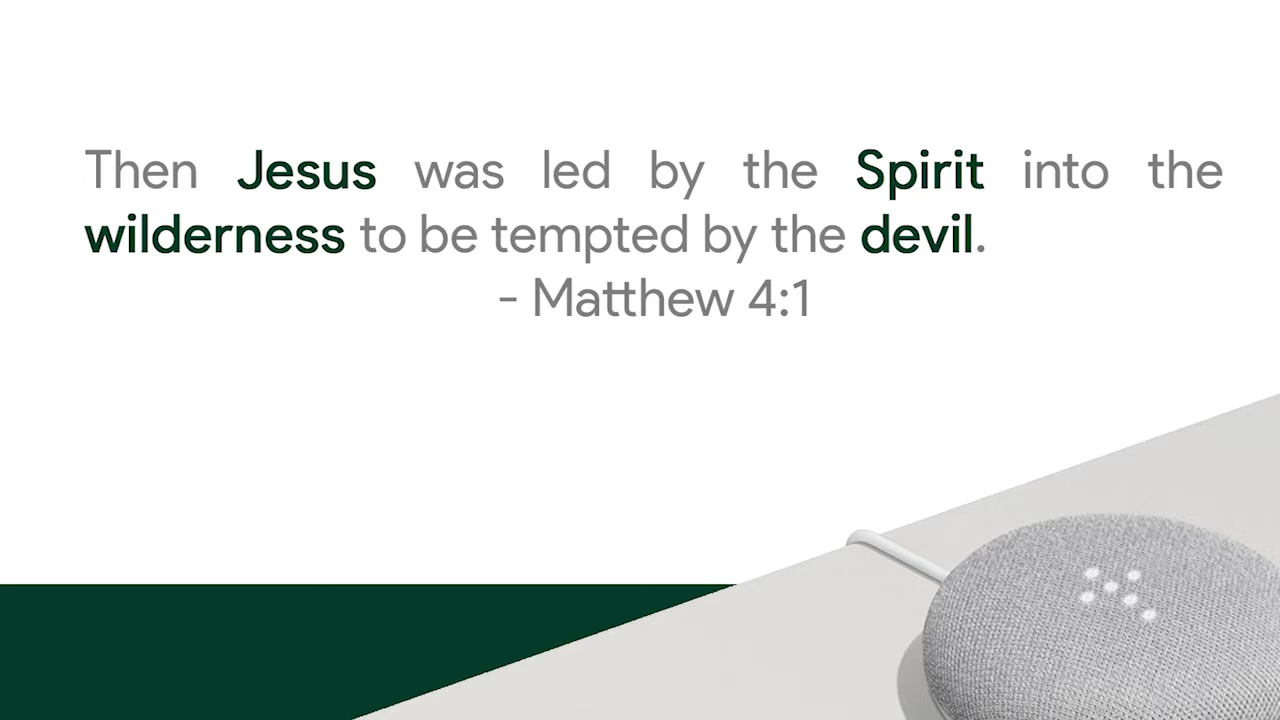 Then Jesus was led by the Spirit into the
wilderness to be tempted by the devil.
- Matthew 4:1